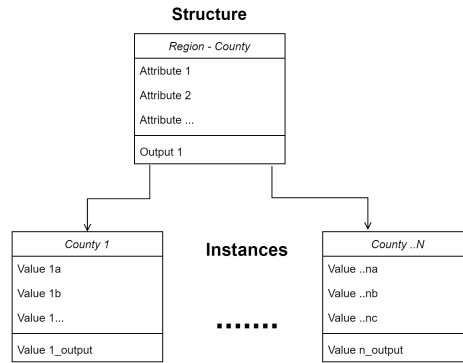 Structure
Region - County
Attribute 1
Attribute 2
Attribute ...
Output 1
County 1
Value 1a
Value 1b
Value 1...
Value 1_output
Instances
.......
County ..N
Value ..na
Value ..nb
Value ..nc
Value n_output